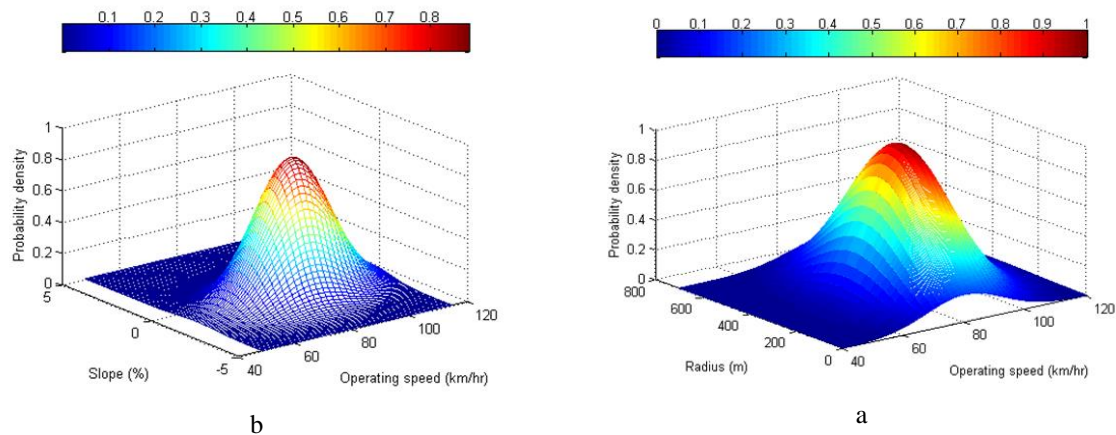 0.1 0.2 0.3 0.4 0.5 0.6 0.7 0.8
1
0.8
0.6
0.4
0.2
0
Probability density
5
0
-5
Slope (%)
40 60 80 100 120
Operating speed (km/hr)
b
0 0.1 0.2 0.3 0.4 0.5 0.6 0.7 0.8 0.9 1
1
0.8
0.6
0.4
0.2
0
Probability density
800
600
400
200
0
Radius (m)
40 60 80 100 120
Operating speed (km/hr)
a